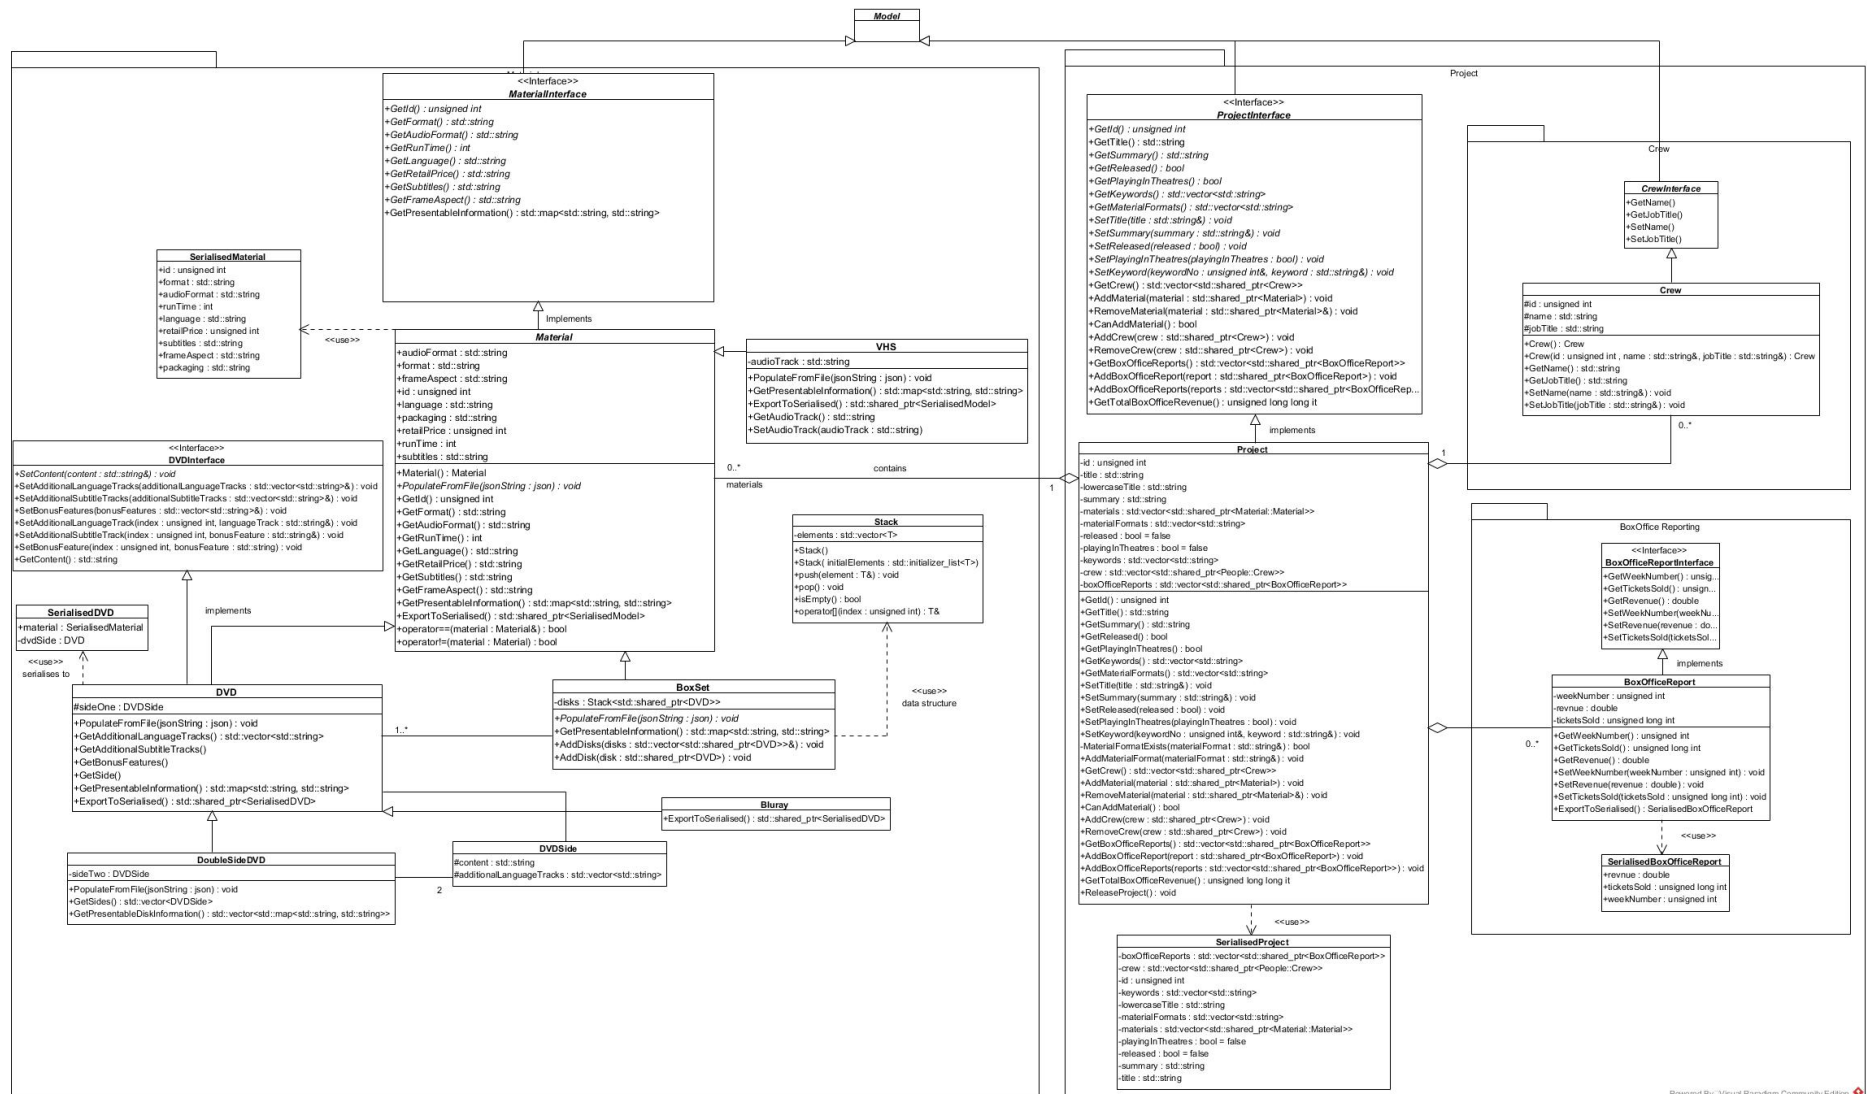 Model
<<Interface>>
MaterialInterface
+GetId() : unsigned int
+GetFormat() : std::string
+GetAudioFormat() : std::string
+GetRunTime() : int
+GetLanguage() : std::string
+GetRetailPrice() : std::string
+GetSubtitles() : std::string
+GetFrameAspect() : std::string
+GetPresentableInformation() : std::map<std::string, std::string>
SerialisedMaterial
+id : unsigned int
+format : std::string
+audioFormat : std::string
+runTime : int
+language : std::string
+retailPrice : unsigned int
+subtitles : std::string
+frameAspect : std::string
+packaging : std::string
<<use>>
Implements
Material
+audioFormat : std::string
+format : std::string
+frameAspect : std::string
+id : unsigned int
+language : std::string
+packaging : std::string
+retailPrice : unsigned int
+runTime : int
+subtitles : std::string
+Material() : Material
+PopulateFromFile(jsonString : json) : void
+GetId() : unsigned int
+GetFormat() : std::string
+GetAudioFormat() : std::string
+GetRunTime() : int
+GetLanguage() : std::string
+GetRetailPrice() : std::string
+GetSubtitles() : std::string
+GetFrameAspect() : std::string
+GetPresentableInformation() : std::map<std::string, std::string>
+ExportToSerialised() : std::shared_ptr<SerialisedModel>
+operator==(material : Material&) : bool
+operator!=(material : Material) : bool
VHS
-audioTrack : std::string
+PopulateFromFile(jsonString : json) : void
+GetPresentableInformation() : std::map<std::string, std::string>
+ExportToSerialised() : std::shared_ptr<SerialisedModel>
+GetAudioTrack() : std::string
+SetAudioTrack(audioTrack : std::string)
0..*
contains
materials
1
<<Interface>>
DVDInterface
+SetContent(content : std::string&) : void
+SetAdditionalLanguageTracks(additionalLanguageTracks : std::vector<std::string>&) : void
+SetAdditionalSubtitleTracks(additionalSubtitleTracks : std::vector<std::string>&) : void
+SetBonusFeatures(bonusFeatures : std::vector<std::string>&) : void
+SetAdditionalLanguageTrack(index : unsigned int, languageTrack : std::string&) : void
+SetAdditionalSubtitleTrack(index : unsigned int, bonusFeature : std::string&) : void
+SetBonusFeature(index : unsigned int, bonusFeature : std::string) : void
+GetContent() : std::string
implements
SerialisedDVD
+material : SerialisedMaterial
-dvdSide : DVD
<<use>>
serialises to
Stack
-elements : std::vector<T>
+Stack()
+Stack( initialElements : std::initializer_list<T>)
+push(element : T&) : void
+pop() : void
+isEmpty() : bool
+operator[](index : unsigned int) : T&
<<use>>
data structure
DVD
#sideOne : DVDSide
+PopulateFromFile(jsonString : json) : void
+GetAdditionalLanguageTracks() : std::vector<std::string>
+GetAdditionalSubtitleTracks()
+GetBonusFeatures()
+GetSide()
+GetPresentableInformation() : std::map<std::string, std::string>
+ExportToSerialised() : std::shared_ptr<SerialisedDVD>
1..*
BoxSet
-disks : Stack<std::shared_ptr<DVD>>
+PopulateFromFile(jsonString : json) : void
+GetPresentableInformation() : std::map<std::string, std::string>
+AddDisks(disks : std::vector<std::shared_ptr<DVD>>&) : void
+AddDisk(disk : std::shared_ptr<DVD>) : void
Bluray
+ExportToSerialised() : std::shared_ptr<SerialisedDVD>
DoubleSideDVD
-sideTwo : DVDSide
+PopulateFromFile(jsonString : json) : void
+GetSides() : std::vector<DVDSide>
+GetPresentableDiskInformation() : std::vector<std::map<std::string, std::string>>
2
DVDSide
#content : std::string
#additionalLanguageTracks : std::vector<std::string>
Project
<<Interface>>
ProjectInterface
+GetId() : unsigned int
+GetTitle() : std::string
+GetSummary() : std::string
+GetReleased() : bool
+GetPlayingInTheatres() : bool
+GetKeywords() : std::vector<std::string>
+GetMaterialFormats() : std::vector<std::string>
+SetTitle(title : std::string&) : void
+SetSummary(summary : std::string&) : void
+SetReleased(released : bool) : void
+SetPlayingInTheatres(playingInTheatres : bool) : void
+SetKeyword(keywordNo : unsigned int&, keyword : std::string&) : void
+GetCrew() : std::vector<std::shared_ptr<Crew>>
+AddMaterial(material : std::shared_ptr<Material>) : void
+RemoveMaterial(material : std::shared_ptr<Material>&) : void
+CanAddMaterial() : bool
+AddCrew(crew : std::shared_ptr<Crew>) : void
+RemoveCrew(crew : std::shared_ptr<Crew>) : void
+GetBoxOfficeReports() : std::vector<std::shared_ptr<BoxOfficeReport>>
+AddBoxOfficeReport(report : std::shared_ptr<BoxOfficeReport>) : void
+AddBoxOfficeReports(reports : std::vector<std::shared_ptr<BoxOfficeRep...
+GetTotalBoxOfficeRevenue() : unsigned long long it
implements
Project
-id : unsigned int
-title : std::string
-lowercaseTitle : std::string
-summary : std::string
-materials : std::vector<std::shared_ptr<Material::Material>>
-materialFormats : std::vector<std::string>
-released : bool = false
-playingInTheatres : bool = false
-keywords : std::vector<std::string>
-crew : std::vector<std::shared_ptr<People::Crew>>
-boxOfficeReports : std::vector<std::shared_ptr<BoxOfficeReport>>
+GetId() : unsigned int
+GetTitle() : std::string
+GetSummary() : std::string
+GetReleased() : bool
+GetPlayingInTheatres() : bool
+GetKeywords() : std::vector<std::string>
+GetMaterialFormats() : std::vector<std::string>
+SetTitle(title : std::string&) : void
+SetSummary(summary : std::string&) : void
+SetReleased(released : bool) : void
+SetPlayingInTheatres(playingInTheatres : bool) : void
+SetKeyword(keywordNo : unsigned int&, keyword : std::string&) : void
-MaterialFormatExists(materialFormat : std::string&) : bool
+AddMaterialFormat(materialFormat : std::string&) : void
+GetCrew() : std::vector<std::shared_ptr<Crew>>
+AddMaterial(material : std::shared_ptr<Material>) : void
+RemoveMaterial(material : std::shared_ptr<Material>&) : void
+CanAddMaterial() : bool
+AddCrew(crew : std::shared_ptr<Crew>) : void
+RemoveCrew(crew : std::shared_ptr<Crew>) : void
+GetBoxOfficeReports() : std::vector<std::shared_ptr<BoxOfficeReport>>
+AddBoxOfficeReport(report : std::shared_ptr<BoxOfficeReport>) : void
+AddBoxOfficeReports(reports : std::vector<std::shared_ptr<BoxOfficeReport>>) : void
+GetTotalBoxOfficeRevenue() : unsigned long long it
+ReleaseProject() : void
<<use>>
SerialisedProject
-boxOfficeReports : std::vector<std::shared_ptr<BoxOfficeReport>>
-crew : std::vector<std::shared_ptr<People::Crew>>
-id : unsigned int
-keywords : std::vector<std::string>
-lowercaseTitle : std::string
-materialFormats : std::vector<std::string>
-materials : std:vector<std::shared_ptr<Material::Material>>
-playingInTheatres : bool = false
-released : bool = false
-summary : std::string
-title : std::string
Crew
CrewInterface
+GetName()
+GetJobTitle()
+SetName()
+SetJobTitle()
Crew
#id : unsigned int
#name : std::string
#jobTitle : std::string
+Crew() : Crew
+Crew(id : unsigned int , name : std::string&, jobTitle : std::string&) : Crew
+GetName() : std::string
+GetJobTitle() : std::string
+SetName(name : std::string&) : void
+SetJobTitle(jobTitle : std::string&) : void
0..*
1
BoxOffice Reporting
<<Interface>>
BoxOfficeReportInterface
+GetWeekNumber() : unsig...
+GetTicketsSold() : unsign...
+GetRevenue() : double
+SetWeekNumber(weekNu...
+SetRevenue(revenue : do...
+SetTicketsSold(ticketsSol...
implements
BoxOfficeReport
-weekNumber : unsigned int
-revnue : double
-ticketsSold : unsigned long int
+GetWeekNumber() : unsigned int
+GetTicketsSold() : unsigned long int
+GetRevenue() : double
+SetWeekNumber(weekNumber : unsigned int) : void
+SetRevenue(revenue : double) : void
+SetTicketsSold(ticketsSold : unsigned long int) : void
+ExportToSerialised() : SerialisedBoxOfficeReport
0..*
<<use>>
SerialisedBoxOfficeReport
+revnue : double
+ticketsSold : unsigned long int
+weekNumber : unsigned int